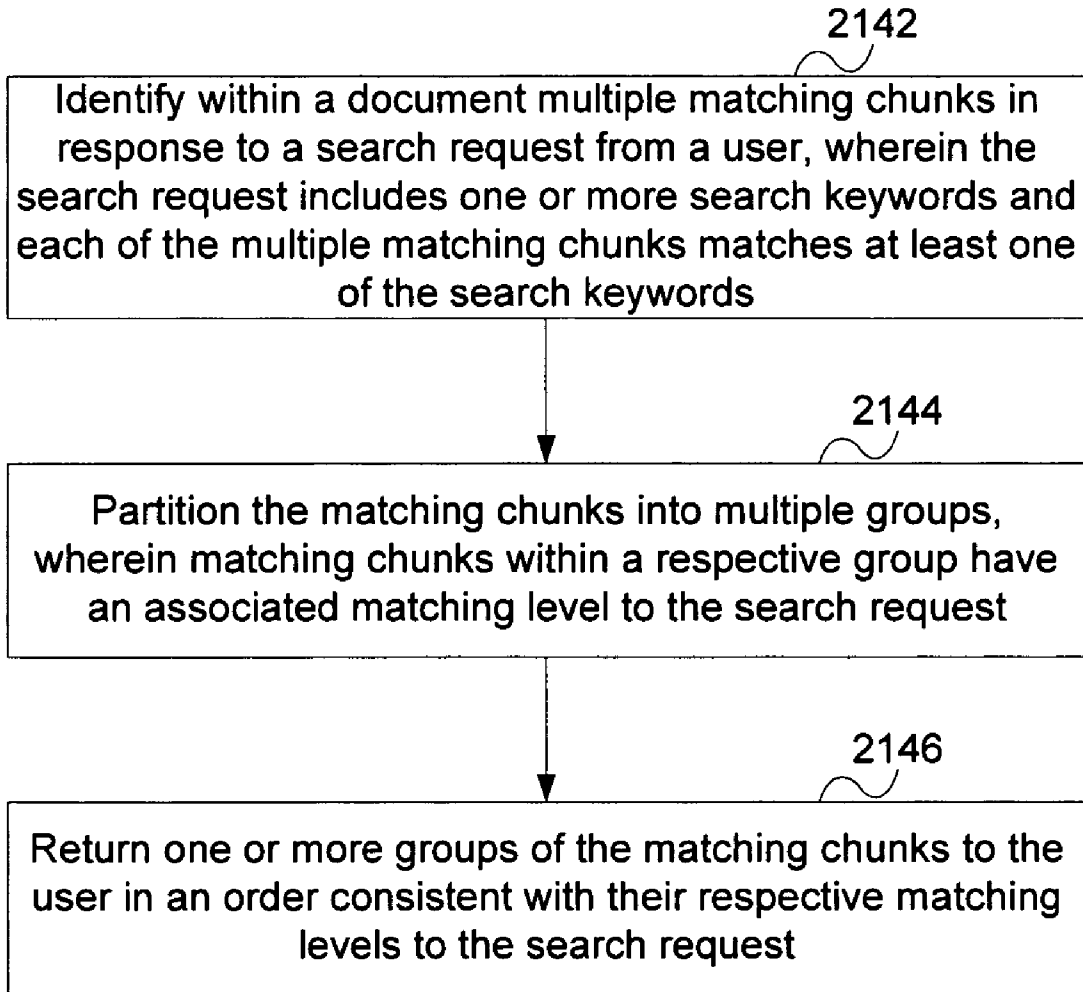 2142
Identify within a document multiple matching chunks in
response to a search request from a user, wherein the
search request includes one or more search keywords and
each of the multiple matching chunks matches at least one
of the search keywords
2144
Partition the matching chunks into multiple groups,
wherein matching chunks within a respective group have
an associated matching level to the search request
2146
Return one or more groups of the matching chunks to the
user in an order consistent with their respective matching
levels to the search request